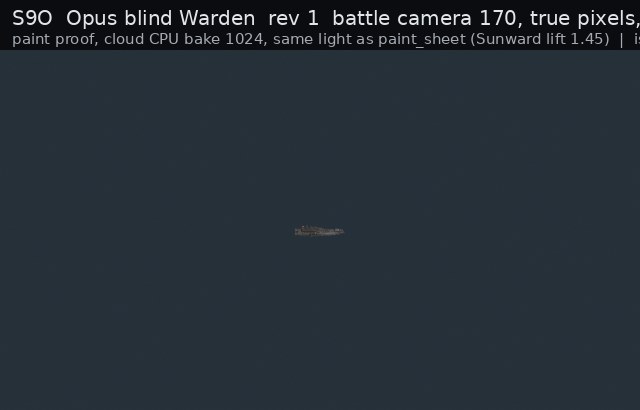 S9O Opus blind Warden rev 1 battle camera 170, true pixels,
paint proof, cloud CPU bake 1024, same light as paint_sheet (Sunward lift 1.45) |